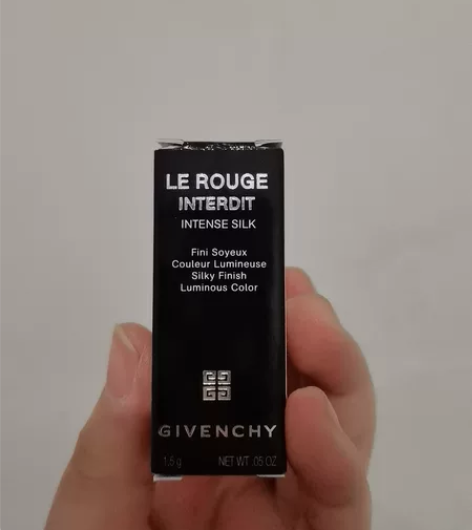 LE ROUGE
INTERDIT
INTENSE SILK
Fini Soyeux
Couleur Lumineuse
Silky Finish
Luminous Color
GIVENCHY
1,5 g NET WT .05 OZ